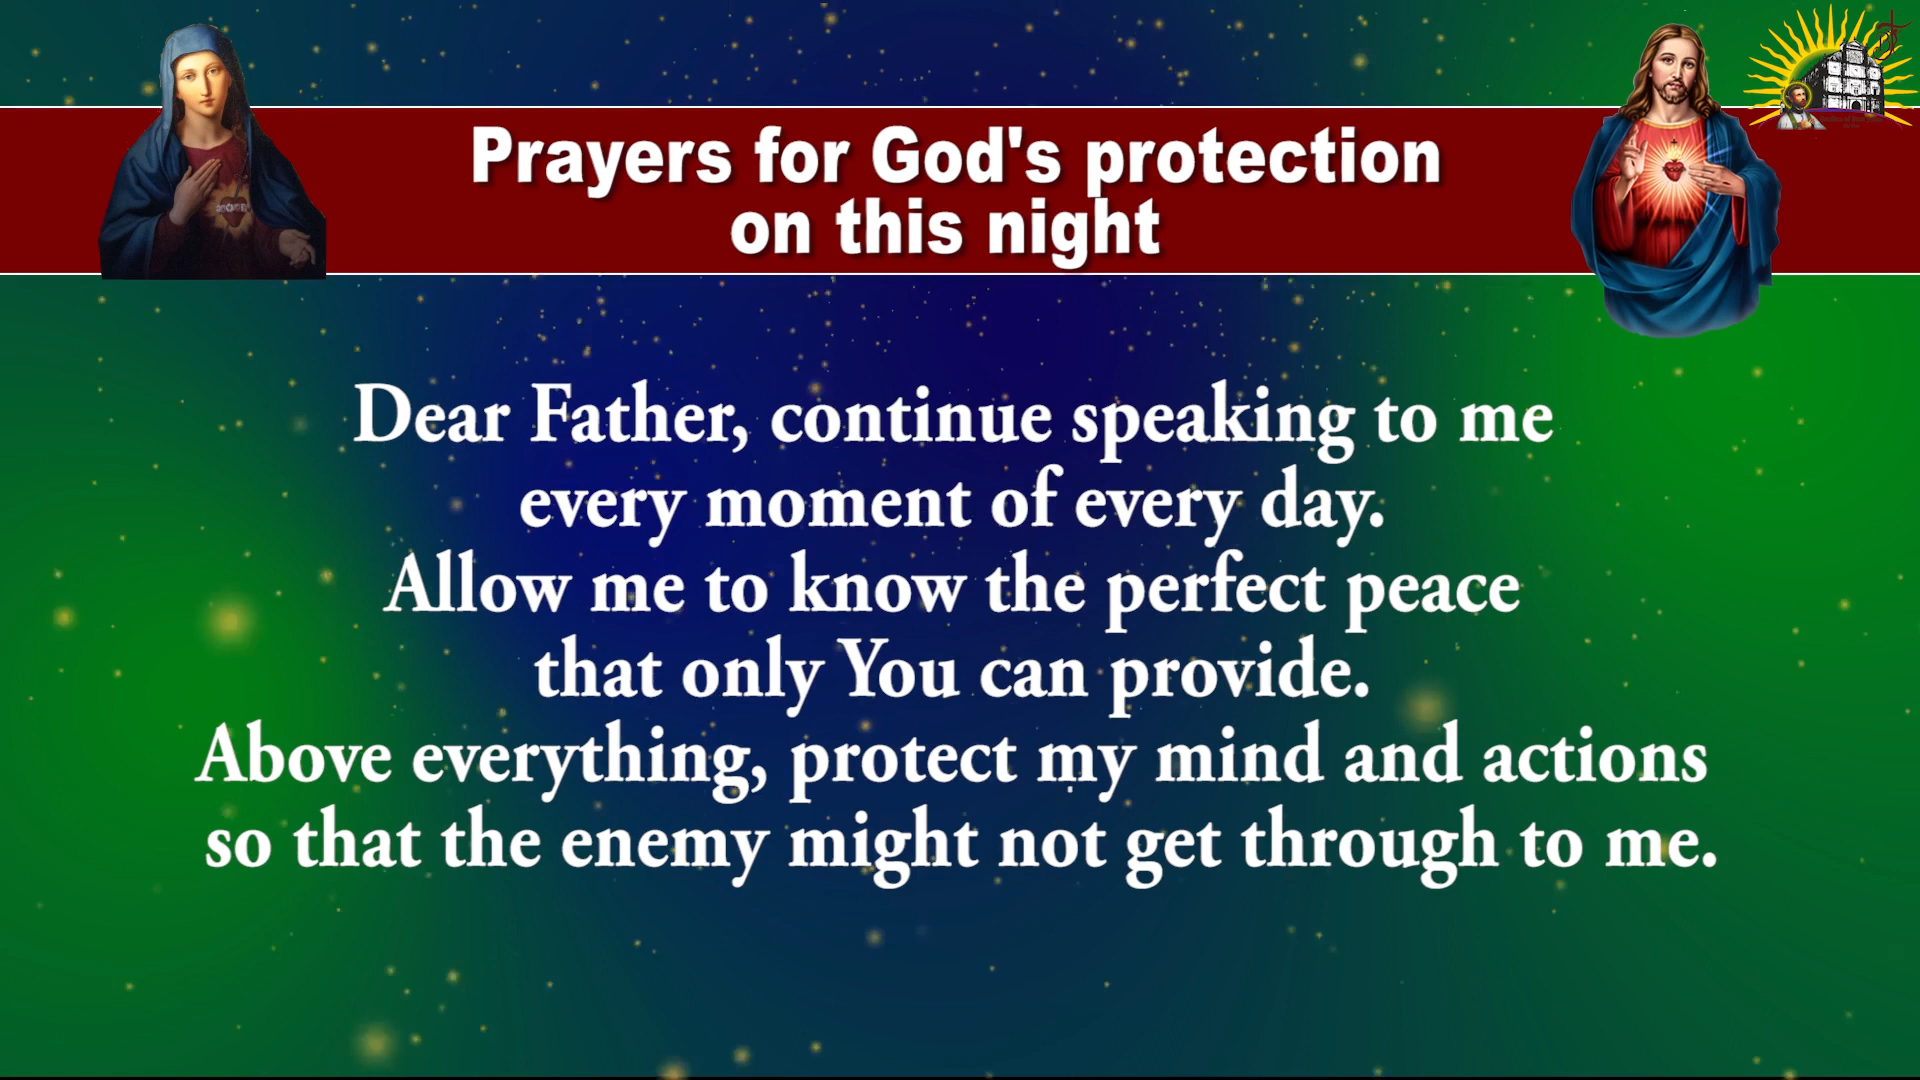 Prayers for God's protection
on this night
Dear Father, continue speaking to me
every moment of every day.
Allow me to know the perfect peace
that only You can provide.
Above everything, protect my mind and actions
so that the enemy might not get through to me.